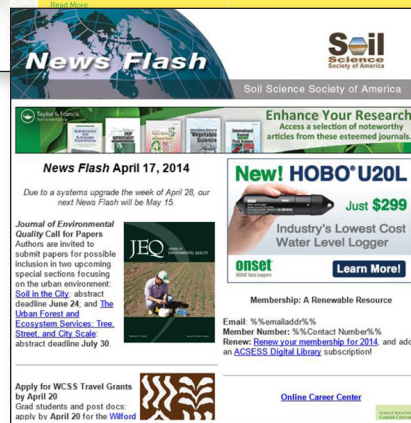 Read More
News Flash
Soil
Science
Society of America
Soil Science Society of America
Taylor & Francis
Vegetable
Science
Enhance Your Research
Access a selection of noteworthy
articles from these esteemed journals.
News Flash April 17, 2014
Due to a systems upgrade the week of April 28, our
next News Flash will be May 15.
Journal of Environmental
Quality Call for Papers
Authors are invited to
submit papers for possible
inclusion in two upcoming
special sections focusing
on the urban environment:
Soil in the City: abstract
deadline June 24; and The
Urban Forest and
Ecosystem Services: Tree,
Street, and City Scale:
abstract deadline July 30.
JEQ
Apply for WCSS Travel Grants
by April 20
Grad students and post docs:
apply by April 20 for the Wilford
New! HOBO® U20L
Just $299
Industry's Lowest Cost
Water Level Logger
onset
HOBO Data Loggers
Learn More!
Membership: A Renewable Resource
Email: %%emailaddr%%
Member Number: %%Contact Number%%
Renew: Renew your membership for 2014, and add
an ACSESS Digital Library subscription!
Online Career Center